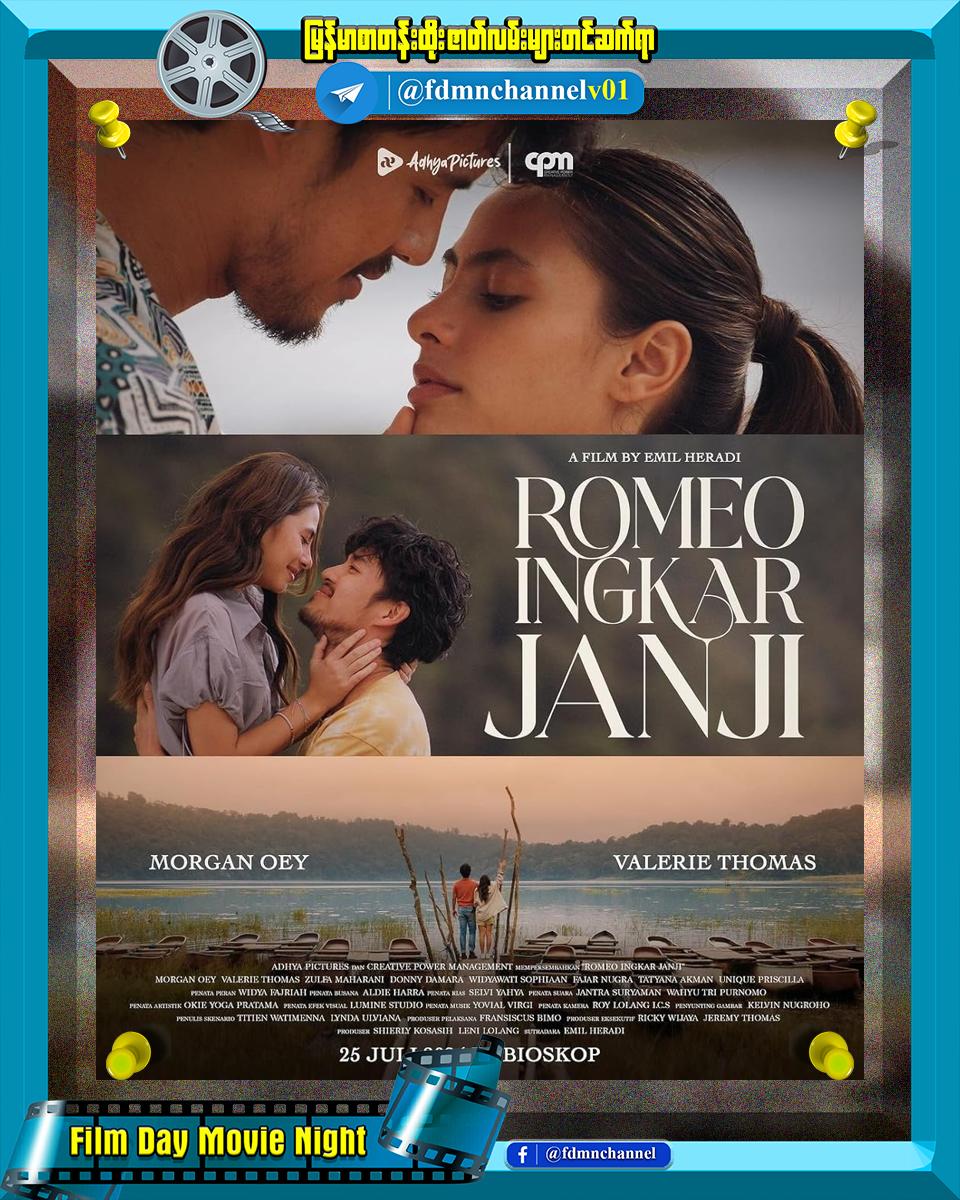 မြန်မာစာတန်းထိုးဇာတ်လမ်းများတင်ဆက်ရာ
@fdmnchannelv01
AdhyaPictures | cpm
CREATIVE POWER MANAGEMENT
A FILM BY EMIL HERADI
ROMEO
INGKAR
JANJI
MORGAN OEY VALERIE THOMAS
ADHYA PICTURES DAN CREATIVE POWER MANAGEMENT MEMPERSEMBAHKAN "ROMEO INGKAR JANJI"
MORGAN OEY VALERIE THOMAS ZULFA MAHARANI DONNY DAMARA WIDYAWATI SOPHIAAN FAJAR NUGRA TATYANA AKMAN UNIQUE PRISCILLA
PENATA PERAN WIDYA FAJRIAH PENATA BUSANA ALDIE HARRA PENATA RIAS SELVI YAHYA PENATA SUARA JANTRA SURYAMAN WAHYU TRI PURNOMO
PENATA ARTISTIK OKIE YOGA PRATAMA PENATA EFEK VISUAL LUMINE STUDIO PENATA MUSIK YOVIAL VIRGI PENATA KAMERA ROY LOLANG I.C.S PENYUNTING GAMBAR KELVIN NUGROHO
PENULIS SKENARIO TITIEN WATIMENNA LYNDA ULVIANA PRODUSER PELAKSANA FRANSISCUS BIMO PRODUSER EKSEKUTIF RICKY WIJAYA JEREMY THOMAS
PRODUSER SHIERLY KOSASIH LENI LOLANG SUTRADARA EMIL HERADI
25 JULI BIOSKOP
Film Day Movie Night
@fdmnchannel